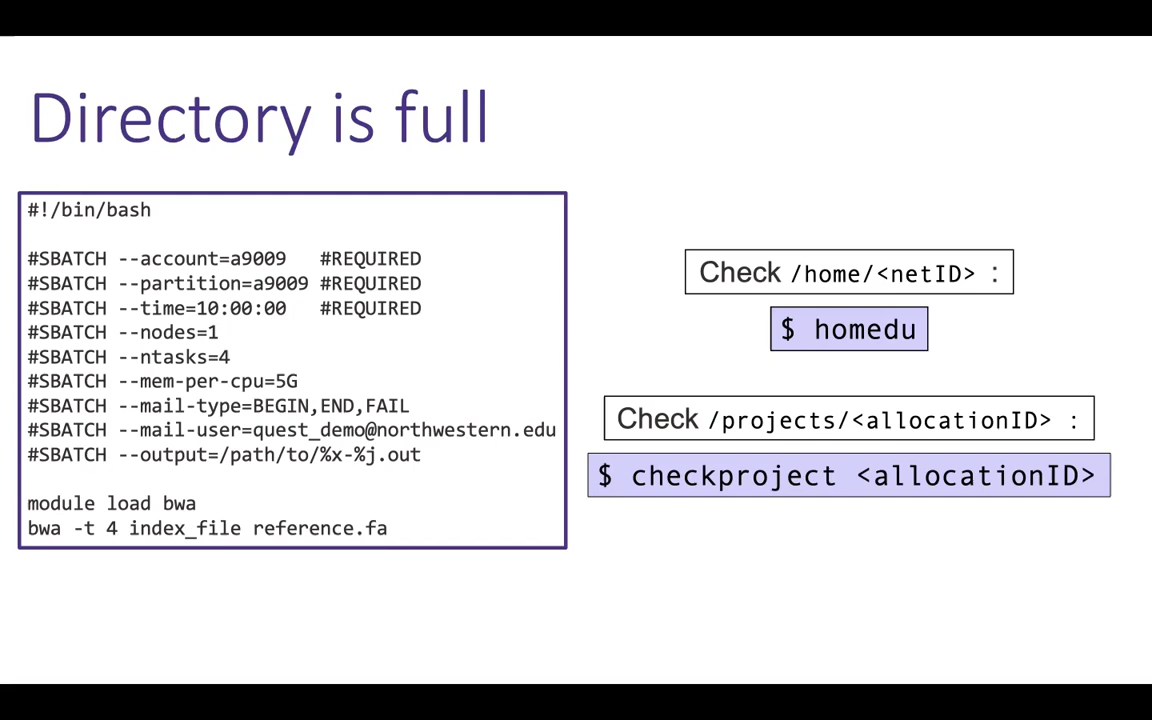 Directory is full
#!/bin/bash
#SBATCH --account=a9009 #REQUIRED
#SBATCH --partition=a9009 #REQUIRED
#SBATCH --time=10:00:00 #REQUIRED
#SBATCH --nodes=1
#SBATCH --ntasks=4
#SBATCH --mem-per-cpu=5G
#SBATCH --mail-type=BEGIN,END,FAIL
#SBATCH --mail-user=quest_demo@northwestern.edu
#SBATCH --output=/path/to/%x-%j.out
module load bwa
bwa -t 4 index_file reference.fa
Check /home/<netID> :
$ homedu
Check /projects/<allocationID> :
$ checkproject <allocationID>